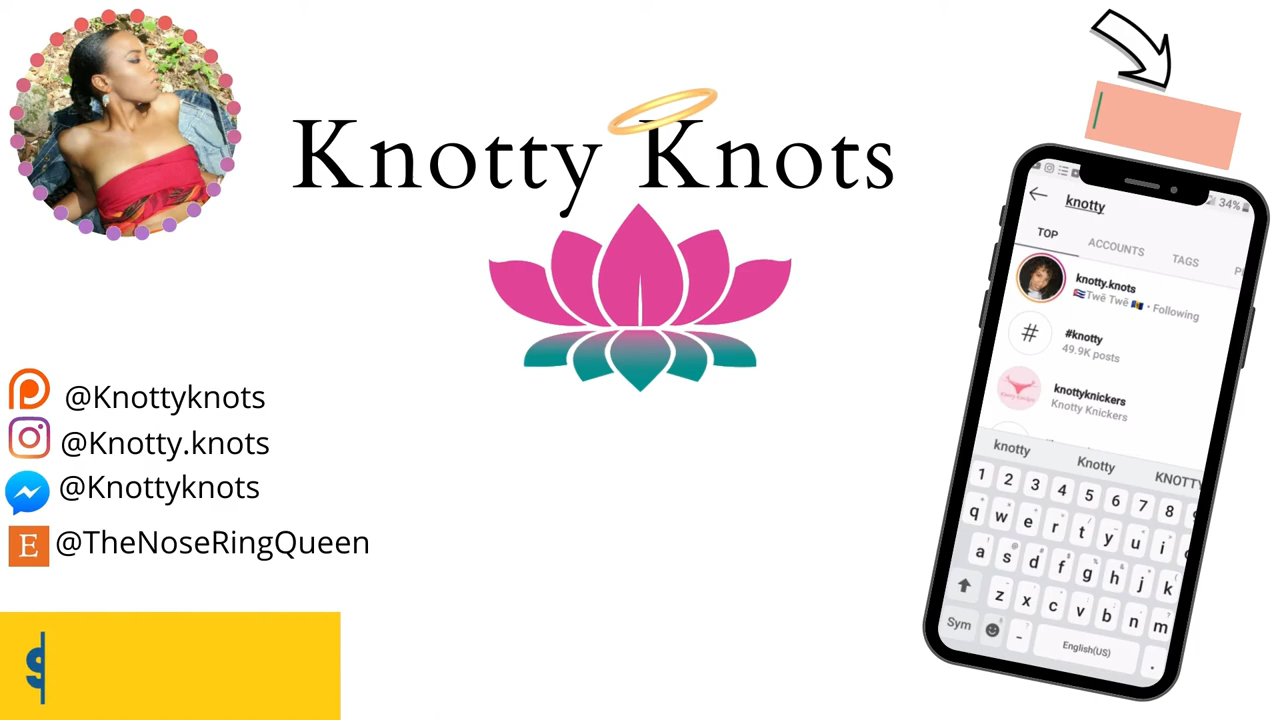 Knotty Knots
@Knottyknots
@Knotty.knots
@Knottyknots
E @TheNoseRingQueen
$
34%
knotty
TOP ACCOUNTS TAGS
knotty.knots
Twē Twē • Following
# #knotty
49.9K posts
knottyknickers
Knotty Knickers
knotty Knotty KNOTTY
1 2 3 4 5 6 7 8
q w e r t y u i
a s d f g h j k
z x c v b n m
Sym - English(US) .